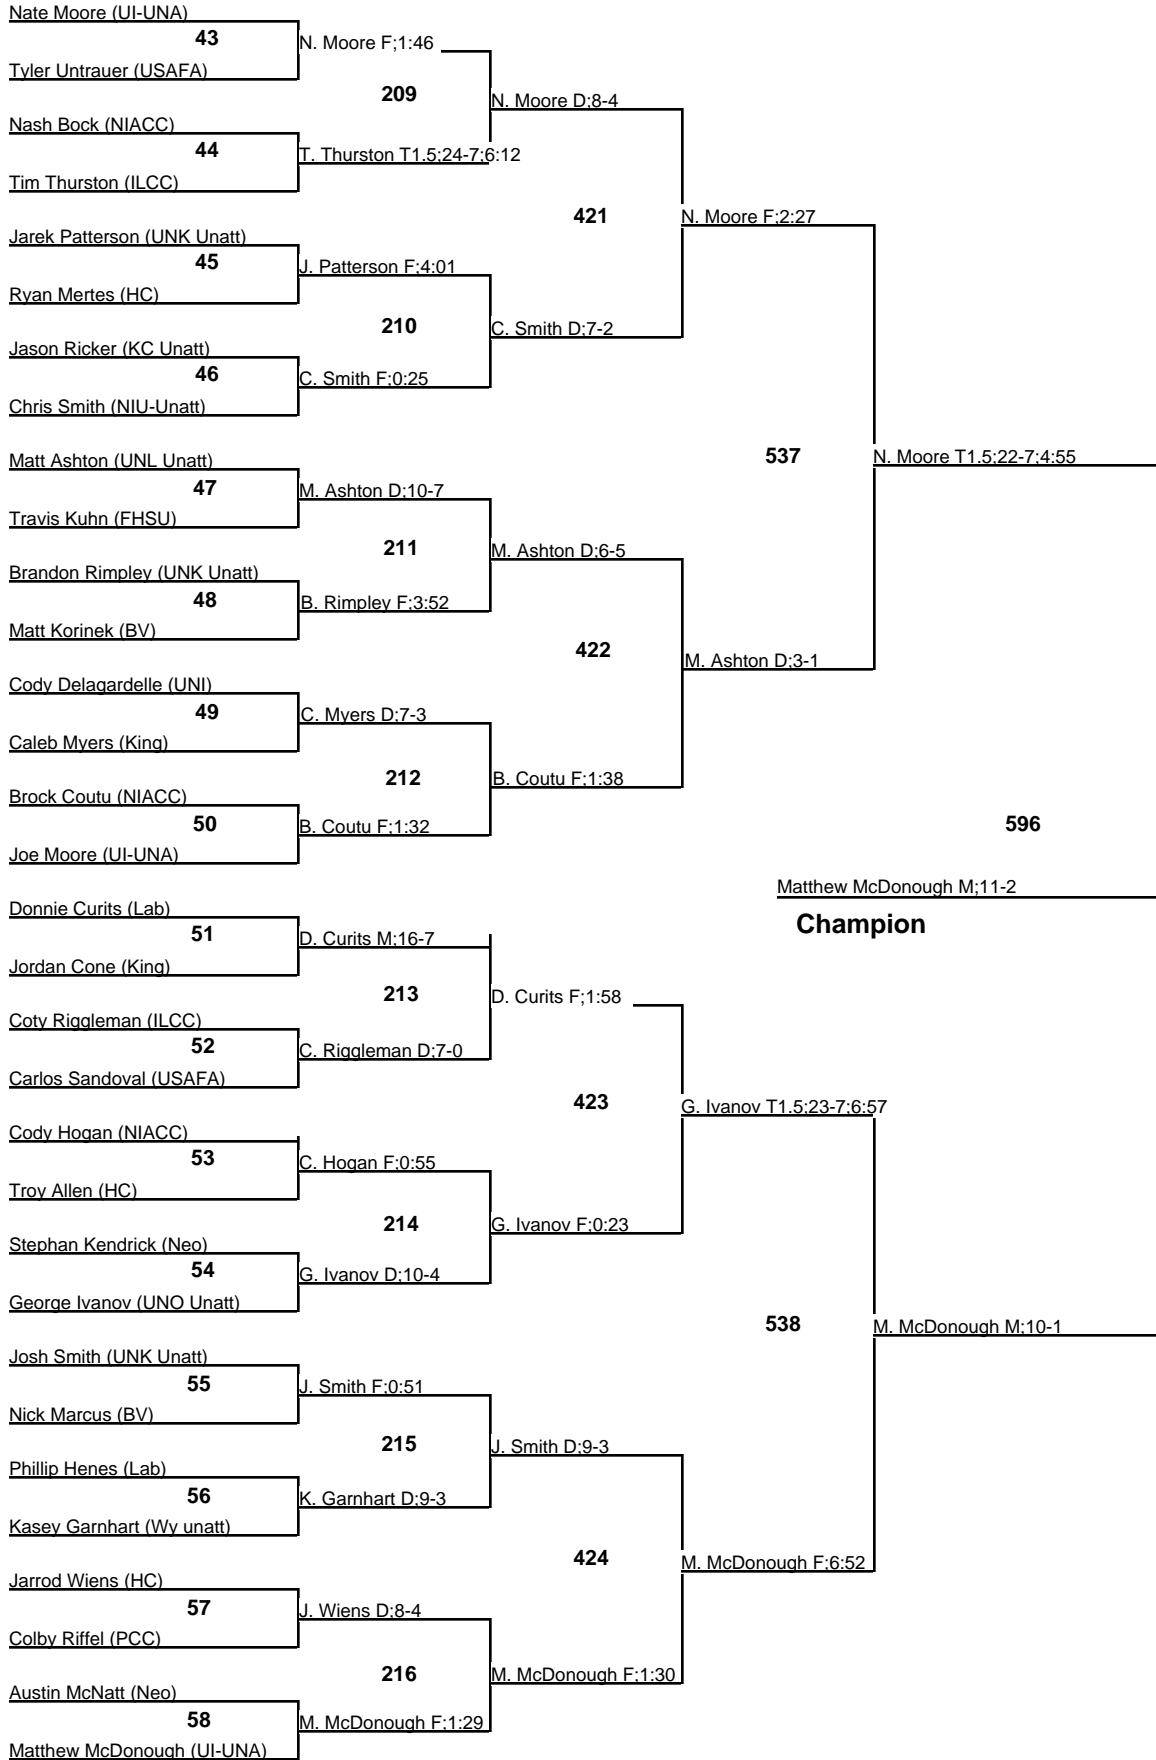 Nate Moore (UI-UNA)
43
N. Moore F;1:46
Tyler Untrauer (USAFA)
209
N. Moore D;8-4
Nash Bock (NIACC)
44
T. Thurston T1.5;24-7;6:12
Tim Thurston (ILCC)
421
N. Moore F;2:27
Jarek Patterson (UNK Unatt)
45
J. Patterson F;4:01
Ryan Mertes (HC)
210
C. Smith D;7-2
Jason Ricker (KC Unatt)
46
C. Smith F;0:25
Chris Smith (NIU-Unatt)
537
N. Moore T1.5;22-7;4:55
Matt Ashton (UNL Unatt)
47
M. Ashton D;10-7
Travis Kuhn (FHSU)
211
M. Ashton D;6-5
Brandon Rimpley (UNK Unatt)
48
B. Rimpley F;3:52
Matt Korinek (BV)
422
M. Ashton D;3-1
Cody Delagardelle (UNI)
49
C. Myers D;7-3
Caleb Myers (King)
212
B. Coutu F;1:38
Brock Coutu (NIACC)
50
B. Coutu F;1:32
Joe Moore (UI-UNA)
596
Matthew McDonough M;11-2
Champion
Donnie Curits (Lab)
51
D. Curits M;16-7
Jordan Cone (King)
213
D. Curits F;1:58
Coty Riggleman (ILCC)
52
C. Riggleman D;7-0
Carlos Sandoval (USAFA)
423
G. Ivanov T1.5;23-7;6:57
Cody Hogan (NIACC)
53
C. Hogan F;0:55
Troy Allen (HC)
214
G. Ivanov F;0:23
Stephan Kendrick (Neo)
54
G. Ivanov D;10-4
George Ivanov (UNO Unatt)
538
M. McDonough M;10-1
Josh Smith (UNK Unatt)
55
J. Smith F;0:51
Nick Marcus (BV)
215
J. Smith D;9-3
Phillip Henes (Lab)
56
K. Garnhart D;9-3
Kasey Garnhart (Wy unatt)
424
M. McDonough F;6:52
Jarrod Wiens (HC)
57
J. Wiens D;8-4
Colby Riffel (PCC)
216
M. McDonough F;1:30
Austin McNatt (Neo)
58
M. McDonough F;1:29
Matthew McDonough (UI-UNA)